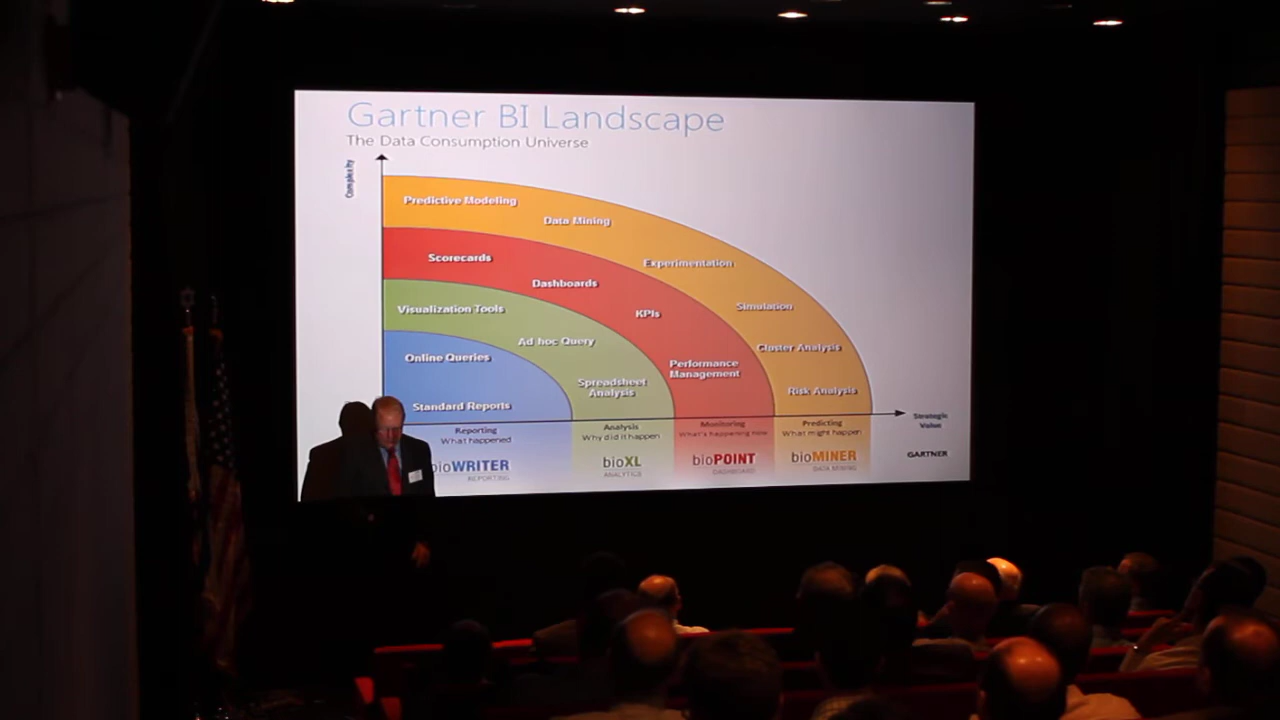 Gartner BI Landscape
The Data Consumption Universe
Complexity
Predictive Modeling
Data Mining
Experimentation
Simulation
Cluster Analysis
Risk Analysis
Scorecards
Dashboards
KPIs
Performance
Management
Visualization Tools
Ad hoc Query
Spreadsheet
Analysis
Online Queries
Standard Reports
Strategic
Value
Reporting
What happened
Analysis
Why did it happen
Monitoring
What's happening now
Predicting
What might happen
bioWRITER
REPORTING
bioXL
ANALYTICS
bioPOINT
DASHBOARD
bioMINER
DATA MINING
GARTNER